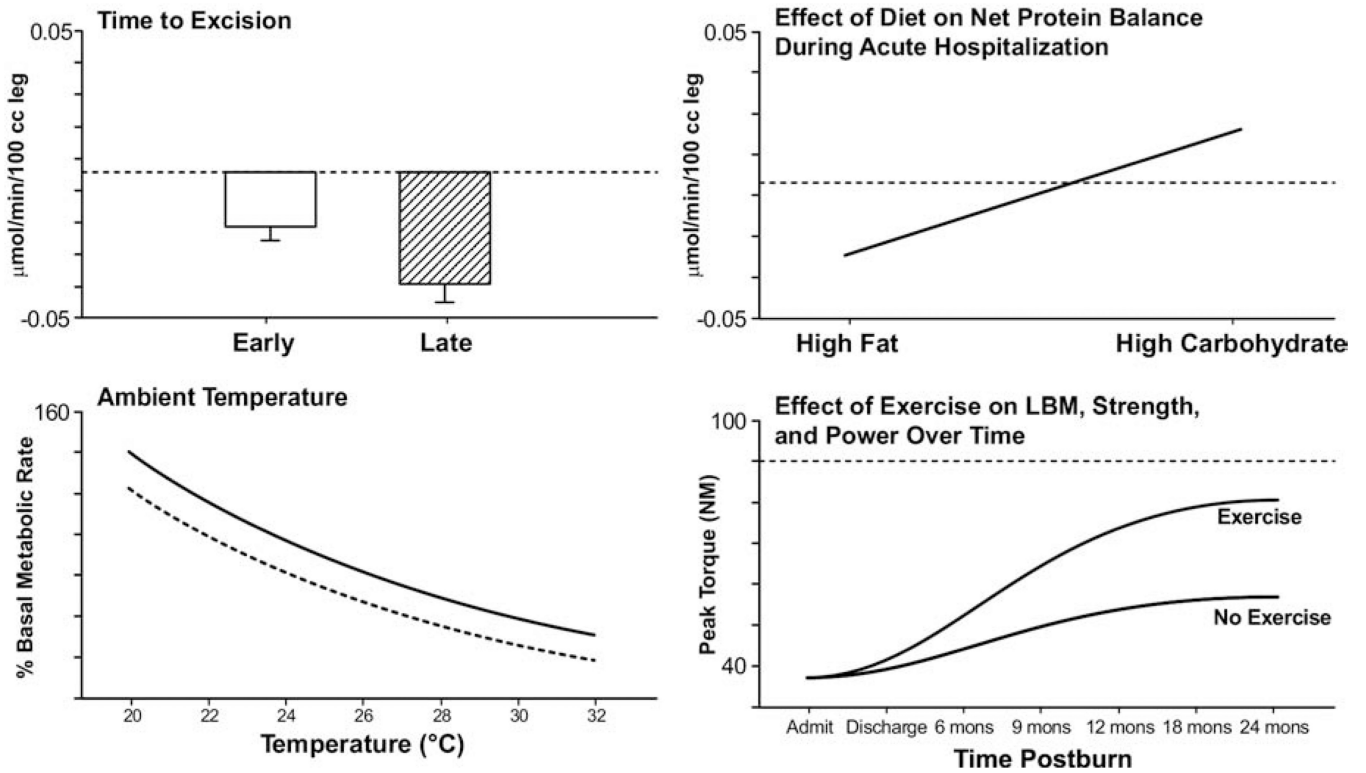 Time to Excision
0.05
μmol/min/100 cc leg
-0.05
Early Late
Effect of Diet on Net Protein Balance
During Acute Hospitalization
0.05
μmol/min/100 cc leg
-0.05
High Fat High Carbohydrate
Ambient Temperature
160
% Basal Metabolic Rate
20 22 24 26 28 30 32
Temperature (°C)
Effect of Exercise on LBM, Strength,
and Power Over Time
100
Peak Torque (NM)
Exercise
No Exercise
40
Admit Discharge 6 mons 9 mons 12 mons 18 mons 24 mons
Time Postburn